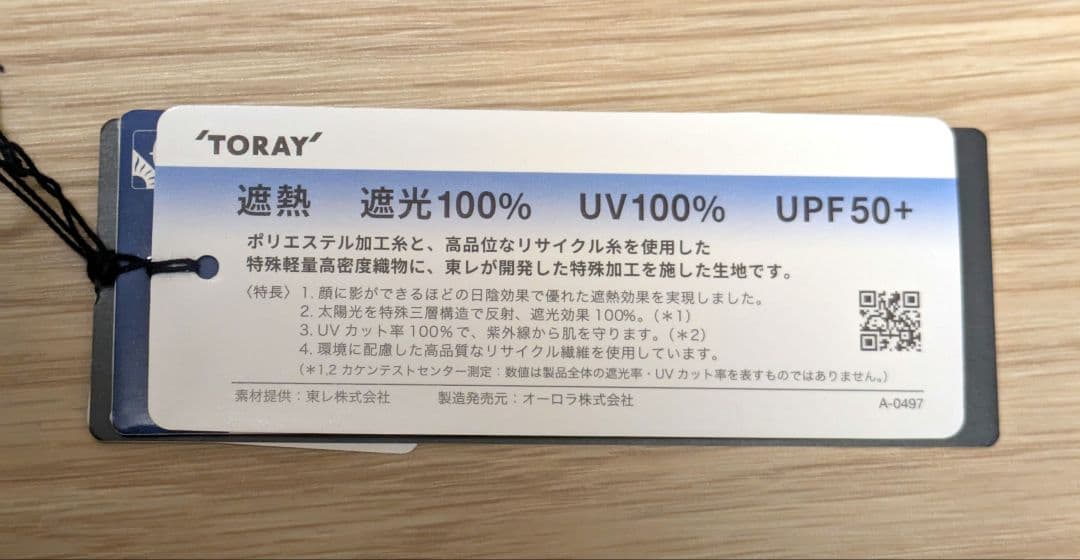 'TORAY'
遮熱 遮光100% UV100% UPF50+
ポリエステル加工糸と、高品位なリサイクル糸を使用した
特殊軽量高密度織物に、東レが開発した特殊加工を施した生地です。
〈特長〉1. 顔に影ができるほどの日陰効果で優れた遮熱効果を実現しました。
2. 太陽光を特殊三層構造で反射、遮光効果100%。(＊1)
3. UVカット率100%で、紫外線から肌を守ります。(＊2)
4. 環境に配慮した高品質なリサイクル繊維を使用しています。
(＊1,2 カケンテストセンター測定：数値は製品全体の遮光率・UVカット率を表すものではありません。)
素材提供：東レ株式会社 製造発売元：オーロラ株式会社
A-0497